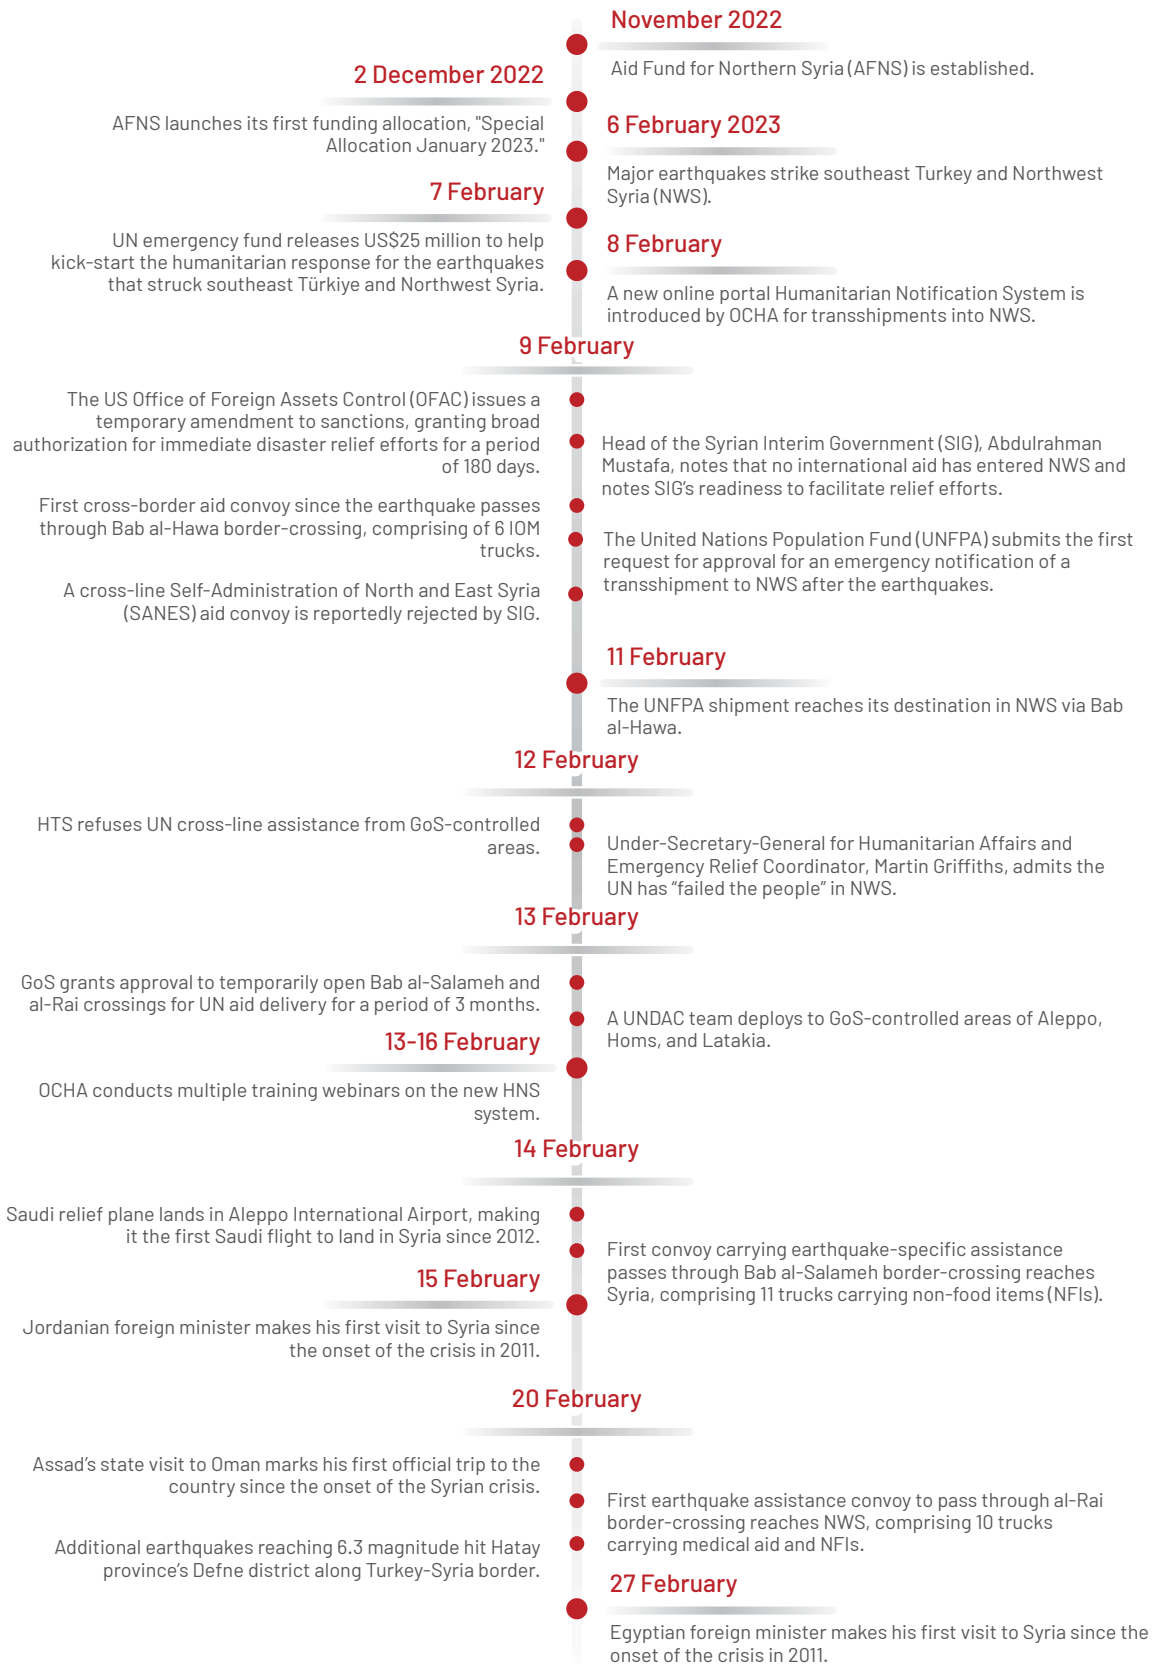 November 2022
Aid Fund for Northern Syria (AFNS) is established.
2 December 2022
AFNS launches its first funding allocation, "Special
Allocation January 2023."
6 February 2023
Major earthquakes strike southeast Turkey and Northwest
Syria (NWS).
7 February
UN emergency fund releases US$25 million to help
kick-start the humanitarian response for the earthquakes
that struck southeast Türkiye and Northwest Syria.
8 February
A new online portal Humanitarian Notification System is
introduced by OCHA for transshipments into NWS.
9 February
The US Office of Foreign Assets Control (OFAC) issues a
temporary amendment to sanctions, granting broad
authorization for immediate disaster relief efforts for a period
of 180 days.
Head of the Syrian Interim Government (SIG), Abdulrahman
Mustafa, notes that no international aid has entered NWS and
notes SIG's readiness to facilitate relief efforts.
First cross-border aid convoy since the earthquake passes
through Bab al-Hawa border-crossing, comprising of 6 IOM
trucks.
The United Nations Population Fund (UNFPA) submits the first
request for approval for an emergency notification of a
transshipment to NWS after the earthquakes.
A cross-line Self-Administration of North and East Syria
(SANES) aid convoy is reportedly rejected by SIG.
11 February
The UNFPA shipment reaches its destination in NWS via Bab
al-Hawa.
12 February
HTS refuses UN cross-line assistance from GoS-controlled
areas.
Under-Secretary-General for Humanitarian Affairs and
Emergency Relief Coordinator, Martin Griffiths, admits the
UN has “failed the people” in NWS.
13 February
GoS grants approval to temporarily open Bab al-Salameh and
al-Rai crossings for UN aid delivery for a period of 3 months.
A UNDAC team deploys to GoS-controlled areas of Aleppo,
Homs, and Latakia.
13-16 February
OCHA conducts multiple training webinars on the new HNS
system.
14 February
Saudi relief plane lands in Aleppo International Airport, making
it the first Saudi flight to land in Syria since 2012.
First convoy carrying earthquake-specific assistance
passes through Bab al-Salameh border-crossing reaches
Syria, comprising 11 trucks carrying non-food items (NFIs).
15 February
Jordanian foreign minister makes his first visit to Syria since
the onset of the crisis in 2011.
20 February
Assad's state visit to Oman marks his first official trip to the
country since the onset of the Syrian crisis.
First earthquake assistance convoy to pass through al-Rai
border-crossing reaches NWS, comprising 10 trucks
carrying medical aid and NFIs.
Additional earthquakes reaching 6.3 magnitude hit Hatay
province's Defne district along Turkey-Syria border.
27 February
Egyptian foreign minister makes his first visit to Syria since the
onset of the crisis in 2011.